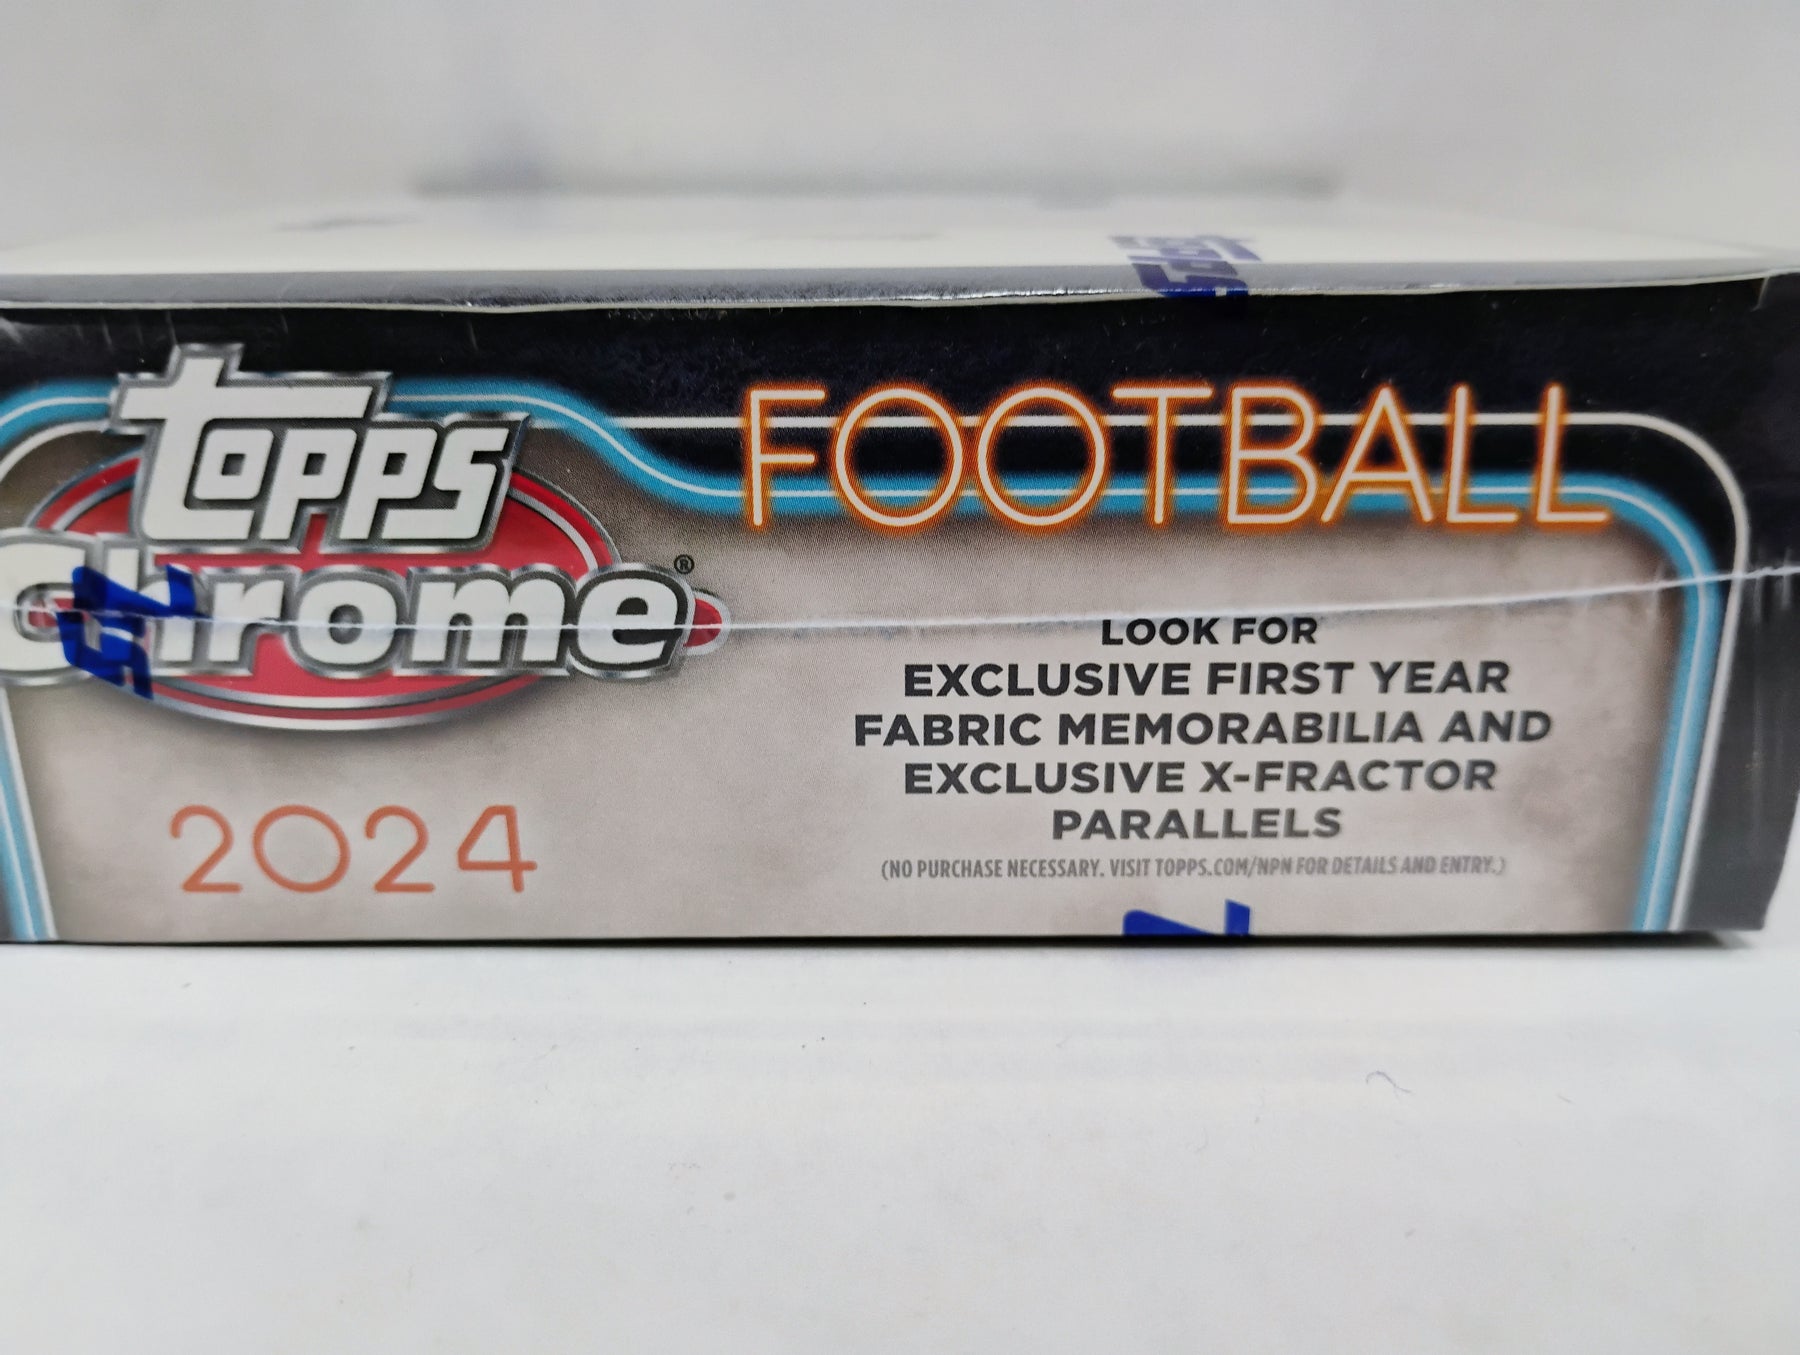 topps
Chrome®
FOOTBALL
2024
LOOK FOR
EXCLUSIVE FIRST YEAR
FABRIC MEMORABILIA AND
EXCLUSIVE X-FRACTOR
PARALLELS
(NO PURCHASE NECESSARY. VISIT TOPPS.COM/NPN FOR DETAILS AND ENTRY.)
topps